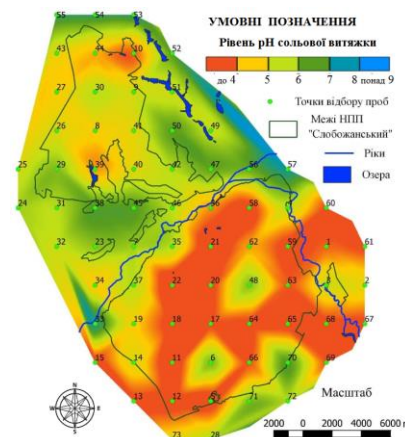 УМОВНІ ПОЗНАЧЕННЯ
Рівень рН сольової витяжки
до 4 5 6 7 8 понад 9
Точки відбору проб
Межі НПП
"Слобожанський"
Ріки
Озера
55 54 53
43 44 10 52
27 30 9 51
26 8 41 50 49
25 29 39 40 42 47 56 57
24 31 38 45 46 36 60
32 23 7 35 21 62 59 1 61
34 37 22 20 48 63 3 2
33 19 18 17 64 65 68 67
15 14 11 6 66 70 69
13 12 5 71 72
73 28
N
W E
S
Масштаб
2000 0 2000 4000 6000 м